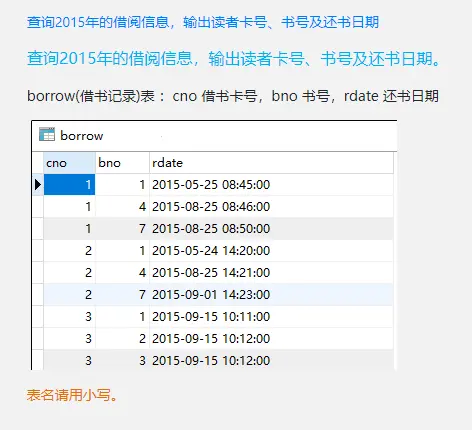 查询2015年的借阅信息，输出读者卡号、书号及还书日期
查询2015年的借阅信息，输出读者卡号、书号及还书日期。
borrow(借书记录)表 ：cno 借书卡号，bno 书号，rdate 还书日期
borrow
cno bno rdate
1 1 2015-05-25 08:45:00
1 4 2015-08-25 08:46:00
1 7 2015-08-25 08:50:00
2 1 2015-05-24 14:20:00
2 4 2015-08-25 14:21:00
2 7 2015-09-01 14:23:00
3 1 2015-09-15 10:11:00
3 2 2015-09-15 10:12:00
3 3 2015-09-15 10:12:00
表名请用小写。